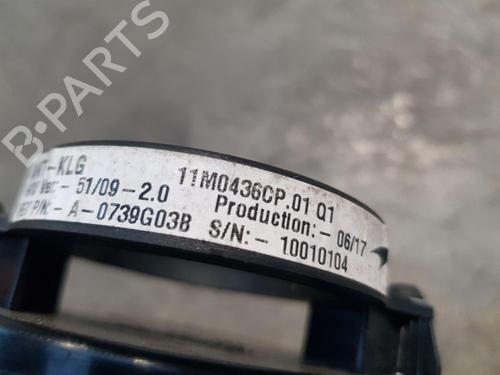 -KLG 11M0436CP.01 Q1
Ver:- 51/09-2.0 Production:- 06/17
P/N:- A-0739G03B S/N:- 10010104
B-PARTS